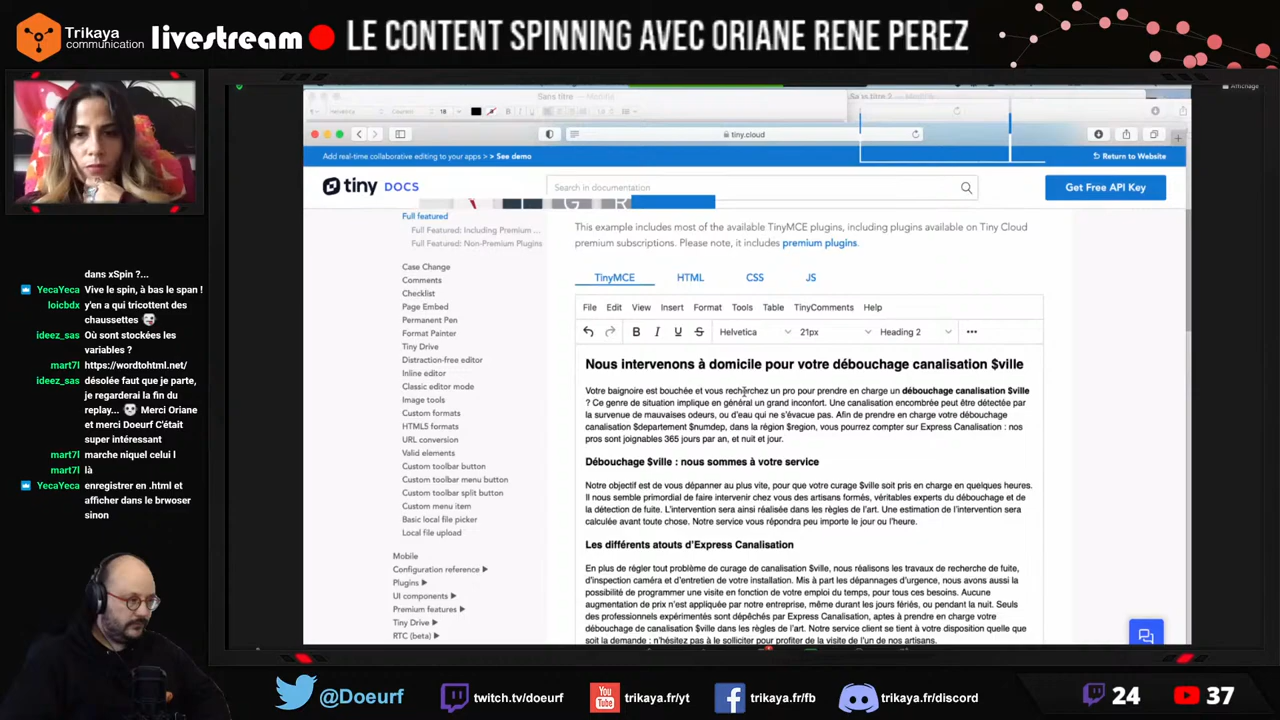 Trikaya
communication
livestream
LE CONTENT SPINNING AVEC ORIANE RENE PEREZ
Affichage
Sans titre
tiny.cloud
Add real-time collaborative editing to your apps > > See demo
Return to Website
tiny DOCS
Search in documentation
Get Free API Key
Full featured
Full Featured: Including Premium ...
Full Featured: Non-Premium Plugins
Case Change
Comments
Checklist
Page Embed
Permanent Pen
Format Painter
Tiny Drive
Distraction-free editor
Inline editor
Classic editor mode
Image tools
Custom formats
HTML5 formats
URL conversion
Valid elements
Custom toolbar button
Custom toolbar menu button
Custom toolbar split button
Custom menu item
Basic local file picker
Local file upload
Mobile
Configuration reference
Plugins
UI components
Premium features
Tiny Drive
RTC (beta)
This example includes most of the available TinyMCE plugins, including plugins available on Tiny Cloud
premium subscriptions. Please note, it includes premium plugins.
TinyMCE HTML CSS JS
File Edit View Insert Format Tools Table TinyComments Help
B I U S Helvetica 21px Heading 2 •••
Nous intervenons à domicile pour votre débouchage canalisation $ville
Votre baignoire est bouchée et vous recherchez un pro pour prendre en charge un débouchage canalisation $ville
? Ce genre de situation implique en général un grand inconfort. Une canalisation encombrée peut être détectée par
la survenue de mauvaises odeurs, ou d'eau qui ne s'évacue pas. Afin de prendre en charge votre débouchage
canalisation $departement $numdep, dans la région $region, vous pourrez compter sur Express Canalisation : nos
pros sont joignables 365 jours par an, et nuit et jour.
Débouchage $ville : nous sommes à votre service
Notre objectif est de vous dépanner au plus vite, pour que votre curage $ville soit pris en charge en quelques heures.
Il nous semble primordial de faire intervenir chez vous des artisans formés, véritables experts du débouchage et de
la détection de fuite. L'intervention sera ainsi réalisée dans les règles de l'art. Une estimation de l'intervention sera
calculée avant toute chose. Notre service vous répondra peu importe le jour ou l'heure.
Les différents atouts d'Express Canalisation
En plus de régler tout problème de curage de canalisation $ville, nous réalisons les travaux de recherche de fuite,
d'inspection caméra et d'entretien de votre installation. Mis à part les dépannages d'urgence, nous avons aussi la
possibilité de programmer une visite en fonction de votre emploi du temps, pour tous ces besoins. Aucune
augmentation de prix n'est appliquée par notre entreprise, même durant les jours fériés, ou pendant la nuit. Seuls
des professionnels expérimentés sont dépêchés par Express Canalisation, aptes à prendre en charge votre
débouchage de canalisation $ville dans les règles de l'art. Notre service client se tient à votre disposition quelle que
soit la demande : n'hésitez pas à le solliciter pour profiter de la visite de l'un de nos artisans.
dans xSpin ?...
YecaYeca Vive le spin, à bas le span !
loicbdx y'en a qui tricottent des
chaussettes
ideez_sas Où sont stockées les
variables ?
mart7l https://wordtohtml.net/
ideez_sas désolée faut que je parte,
je regarderai la fin du
replay... Merci Oriane
et merci Doeurf C'était
super intéressant
mart7l marche niquel celui l
mart7l là
YecaYeca enregistrer en .html et
afficher dans le brwoser
sinon
@Doeurf
twitch.tv/doeurf
You Tube
trikaya.fr/yt
trikaya.fr/fb
trikaya.fr/discord
24
37